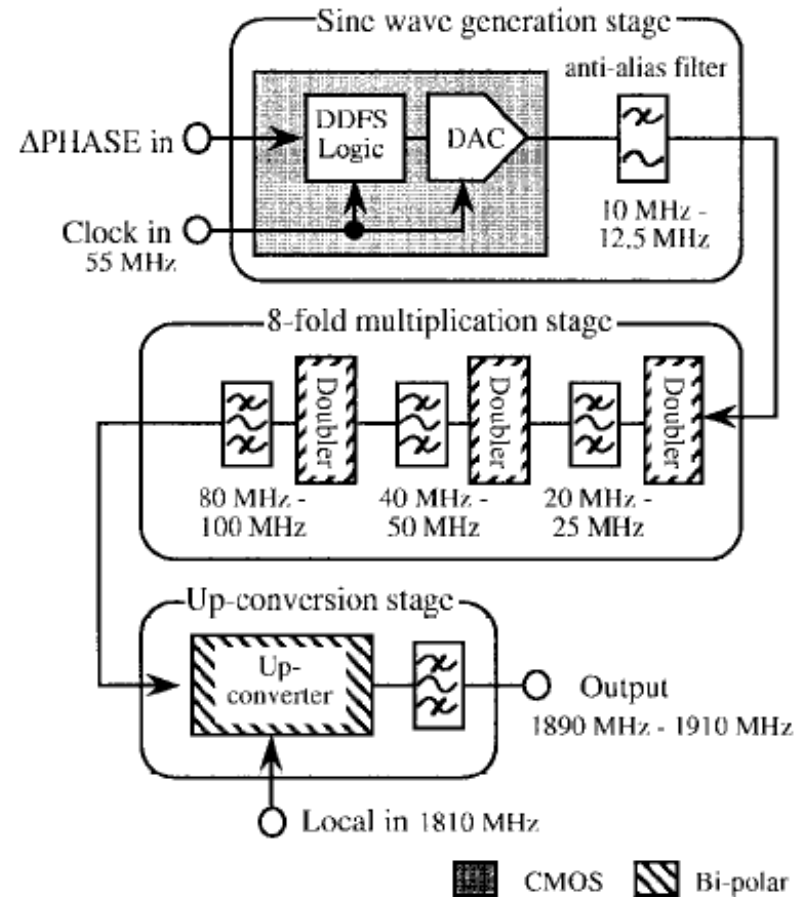 Sine wave generation stage
anti-alias filter
DDFS
Logic
DAC
ΔPHASE in
10 MHz -
12.5 MHz
Clock in
55 MHz
8-fold multiplication stage
Doubler
Doubler
Doubler
80 MHz -
100 MHz
40 MHz -
50 MHz
20 MHz -
25 MHz
Up-conversion stage
Up-
converter
Output
1890 MHz - 1910 MHz
Local in 1810 MHz
CMOS
Bi-polar